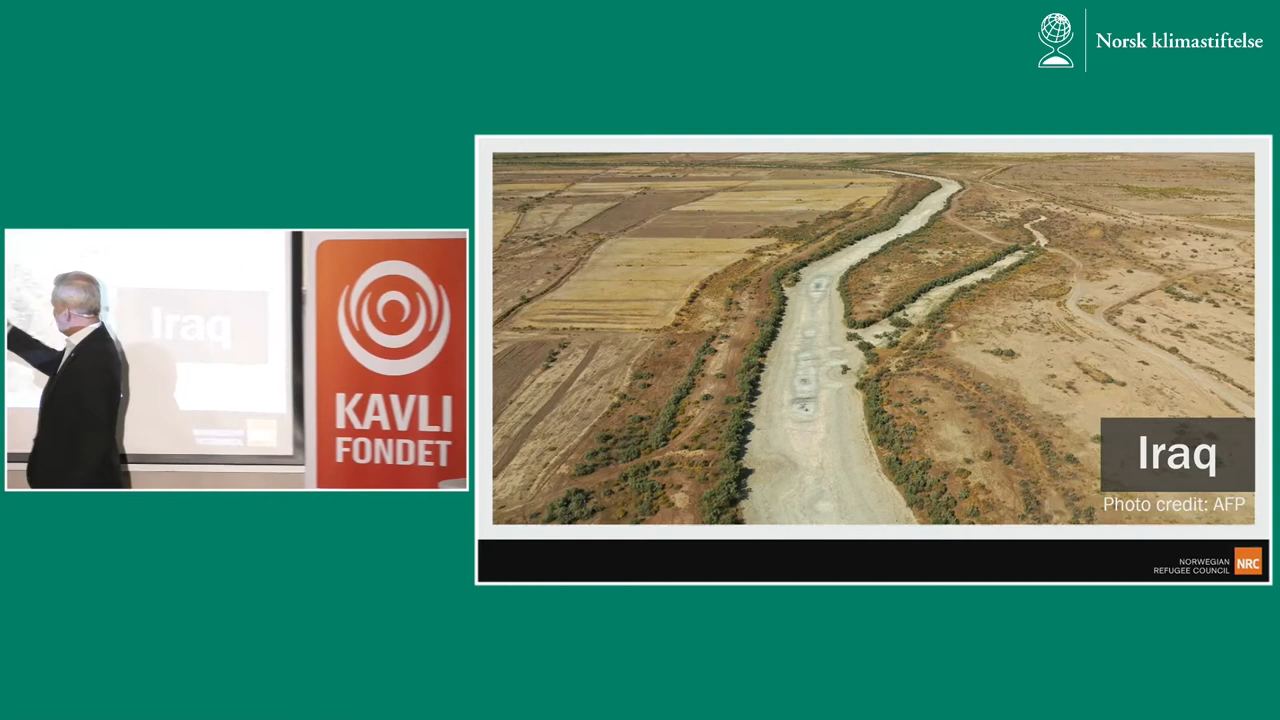 Norsk klimastiftelse
Iraq
KAVLI
FONDET
Iraq
Photo credit: AFP
NORWEGIAN
REFUGEE COUNCIL
NRC